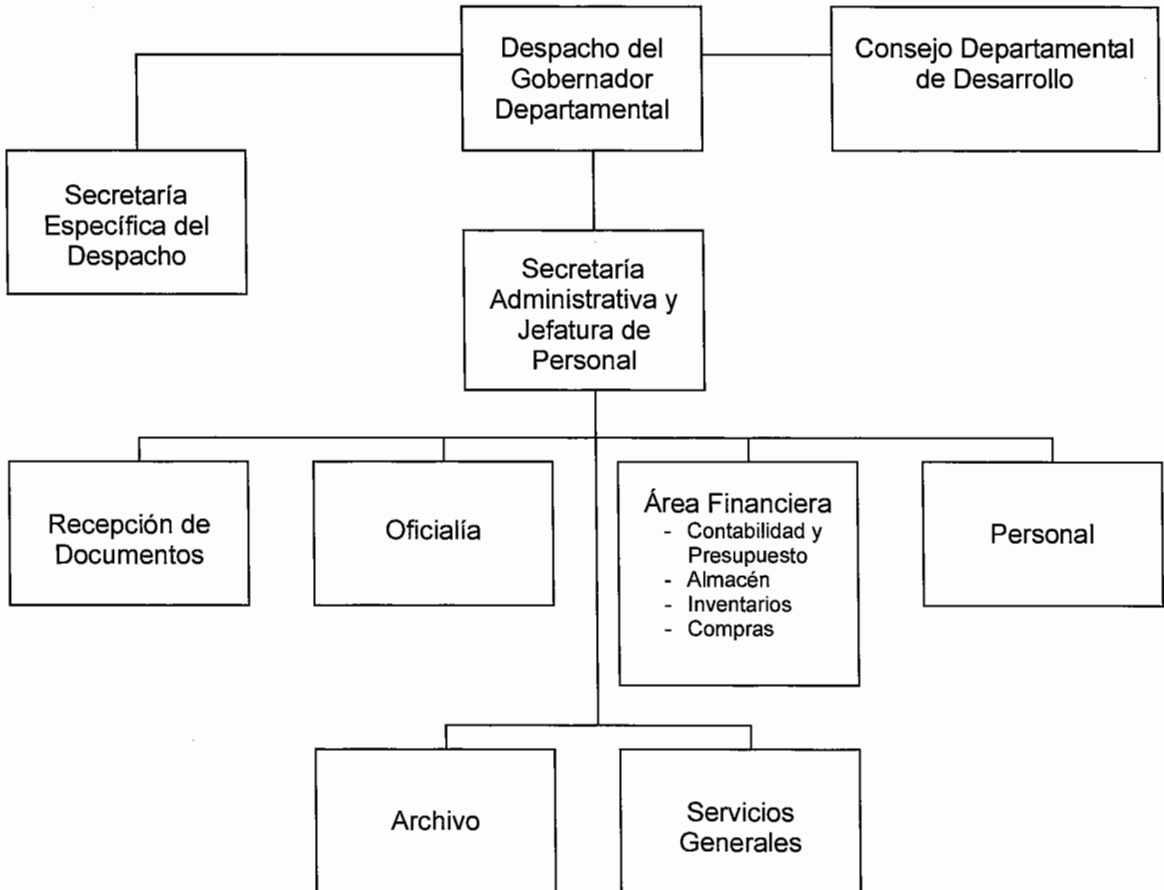 Despacho del
Gobernador
Departamental
Consejo Departamental
de Desarrollo
Secretaría
Específica del
Despacho
Secretaría
Administrativa y
Jefatura de
Personal
Recepción de
Documentos
Oficialía
Área Financiera
- Contabilidad y
Presupuesto
- Almacén
- Inventarios
- Compras
Personal
Archivo
Servicios
Generales